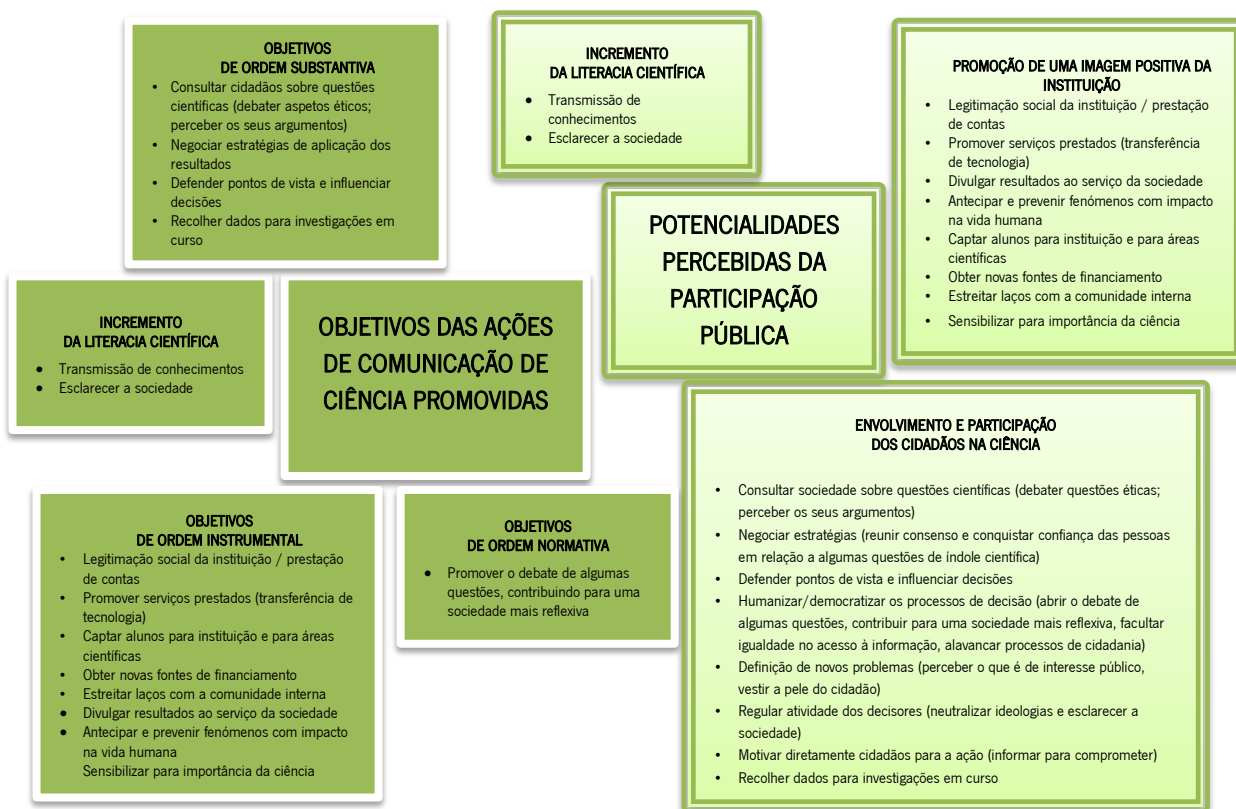 OBJETIVOS
DE ORDEM SUBSTANTIVA
• Consultar cidadãos sobre questões
científicas (debater aspetos éticos;
perceber os seus argumentos)
• Negociar estratégias de aplicação dos
resultados
• Defender pontos de vista e influenciar
decisões
• Recolher dados para investigações em
curso
INCREMENTO
DA LITERACIA CIENTÍFICA
• Transmissão de conhecimentos
• Esclarecer a sociedade
OBJETIVOS DAS AÇÕES
DE COMUNICAÇÃO DE
CIÊNCIA PROMOVIDAS
OBJETIVOS
DE ORDEM INSTRUMENTAL
• Legitimação social da instituição / prestação
de contas
• Promover serviços prestados (transferência de
tecnologia)
• Captar alunos para instituição e para áreas
científicas
• Obter novas fontes de financiamento
• Estreitar laços com a comunidade interna
• Divulgar resultados ao serviço da sociedade
• Antecipar e prevenir fenómenos com impacto
na vida humana
Sensibilizar para importância da ciência
OBJETIVOS
DE ORDEM NORMATIVA
• Promover o debate de algumas
questões, contribuindo para uma
sociedade mais reflexiva
INCREMENTO
DA LITERACIA CIENTÍFICA
• Transmissão de
conhecimentos
• Esclarecer a sociedade
POTENCIALIDADES
PERCEBIDAS DA
PARTICIPAÇÃO
PÚBLICA
PROMOÇÃO DE UMA IMAGEM POSITIVA DA
INSTITUIÇÃO
• Legitimação social da instituição / prestação
de contas
• Promover serviços prestados (transferência
de tecnologia)
• Divulgar resultados ao serviço da sociedade
• Antecipar e prevenir fenómenos com impacto
na vida humana
• Captar alunos para instituição e para áreas
científicas
• Obter novas fontes de financiamento
• Estreitar laços com a comunidade interna
• Sensibilizar para importância da ciência
ENVOLVIMENTO E PARTICIPAÇÃO
DOS CIDADÃOS NA CIÊNCIA
• Consultar sociedade sobre questões científicas (debater questões éticas;
perceber os seus argumentos)
• Negociar estratégias (reunir consenso e conquistar confiança das pessoas
em relação a algumas questões de índole científica)
• Defender pontos de vista e influenciar decisões
• Humanizar/democratizar os processos de decisão (abrir o debate de
algumas questões, contribuir para uma sociedade mais reflexiva, facultar
igualdade no acesso à informação, alavancar processos de cidadania)
• Definição de novos problemas (perceber o que é de interesse público,
vestir a pele do cidadão)
• Regular atividade dos decisores (neutralizar ideologias e esclarecer a
sociedade)
• Motivar diretamente cidadãos para a ação (informar para comprometer)
• Recolher dados para investigações em curso